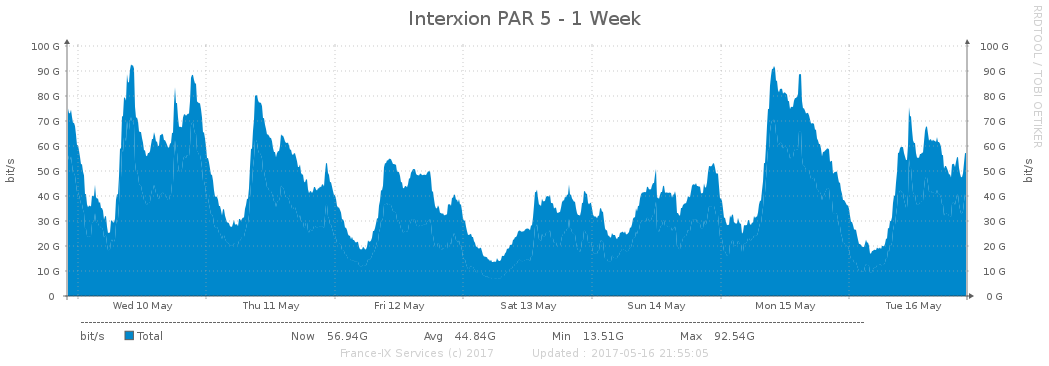 Interxion PAR 5 - 1 Week
RRDTOOL / TOBI OETIKER
bit/s
bit/s
100 G 100 G
90 G 90 G
80 G 80 G
70 G 70 G
60 G 60 G
50 G 50 G
40 G 40 G
30 G 30 G
20 G 20 G
10 G 10 G
0 0 G
Wed 10 May Thu 11 May Fri 12 May Sat 13 May Sun 14 May Mon 15 May Tue 16 May
bit/s Total Now 56.94G Avg 44.84G Min 13.51G Max 92.54G
France-IX Services (c) 2017 Updated : 2017-05-16 21:55:05